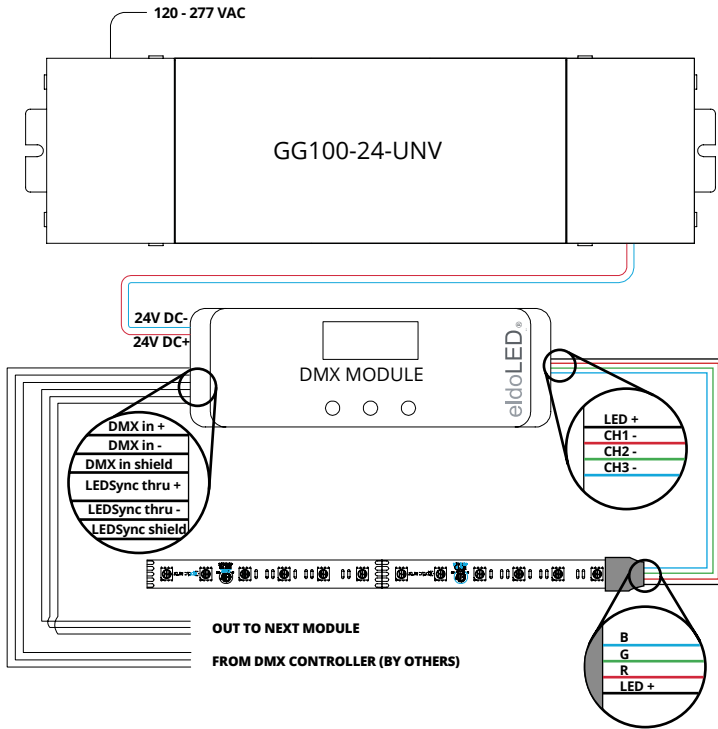 120 - 277 VAC
GG100-24-UNV
24V DC-
24V DC+
DMX MODULE
eldoLED®
DMX in +
DMX in -
DMX in shield
LEDSync thru +
LEDSync thru -
LEDSync shield
LED +
CH1 -
CH2 -
CH3 -
OUT TO NEXT MODULE
FROM DMX CONTROLLER (BY OTHERS)
B
G
R
LED +